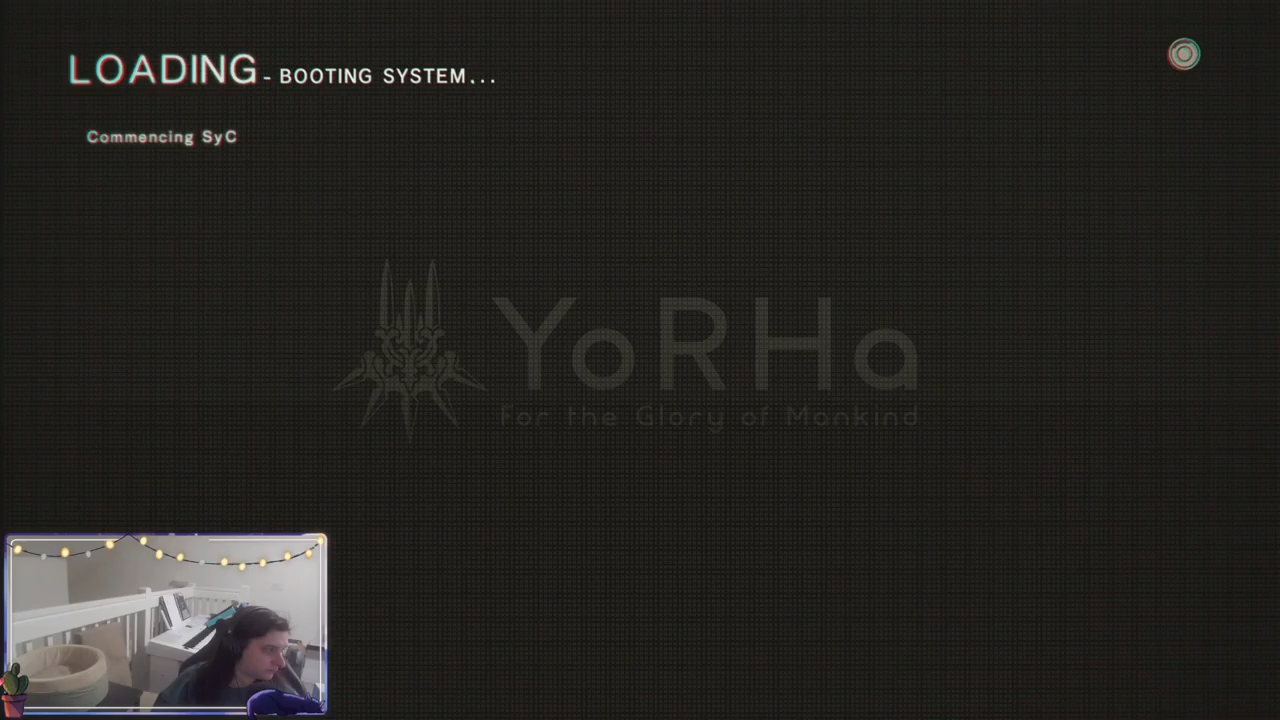 LOADING - BOOTING SYSTEM...
Commencing SyC
YoRHa
For the Glory of Mankind